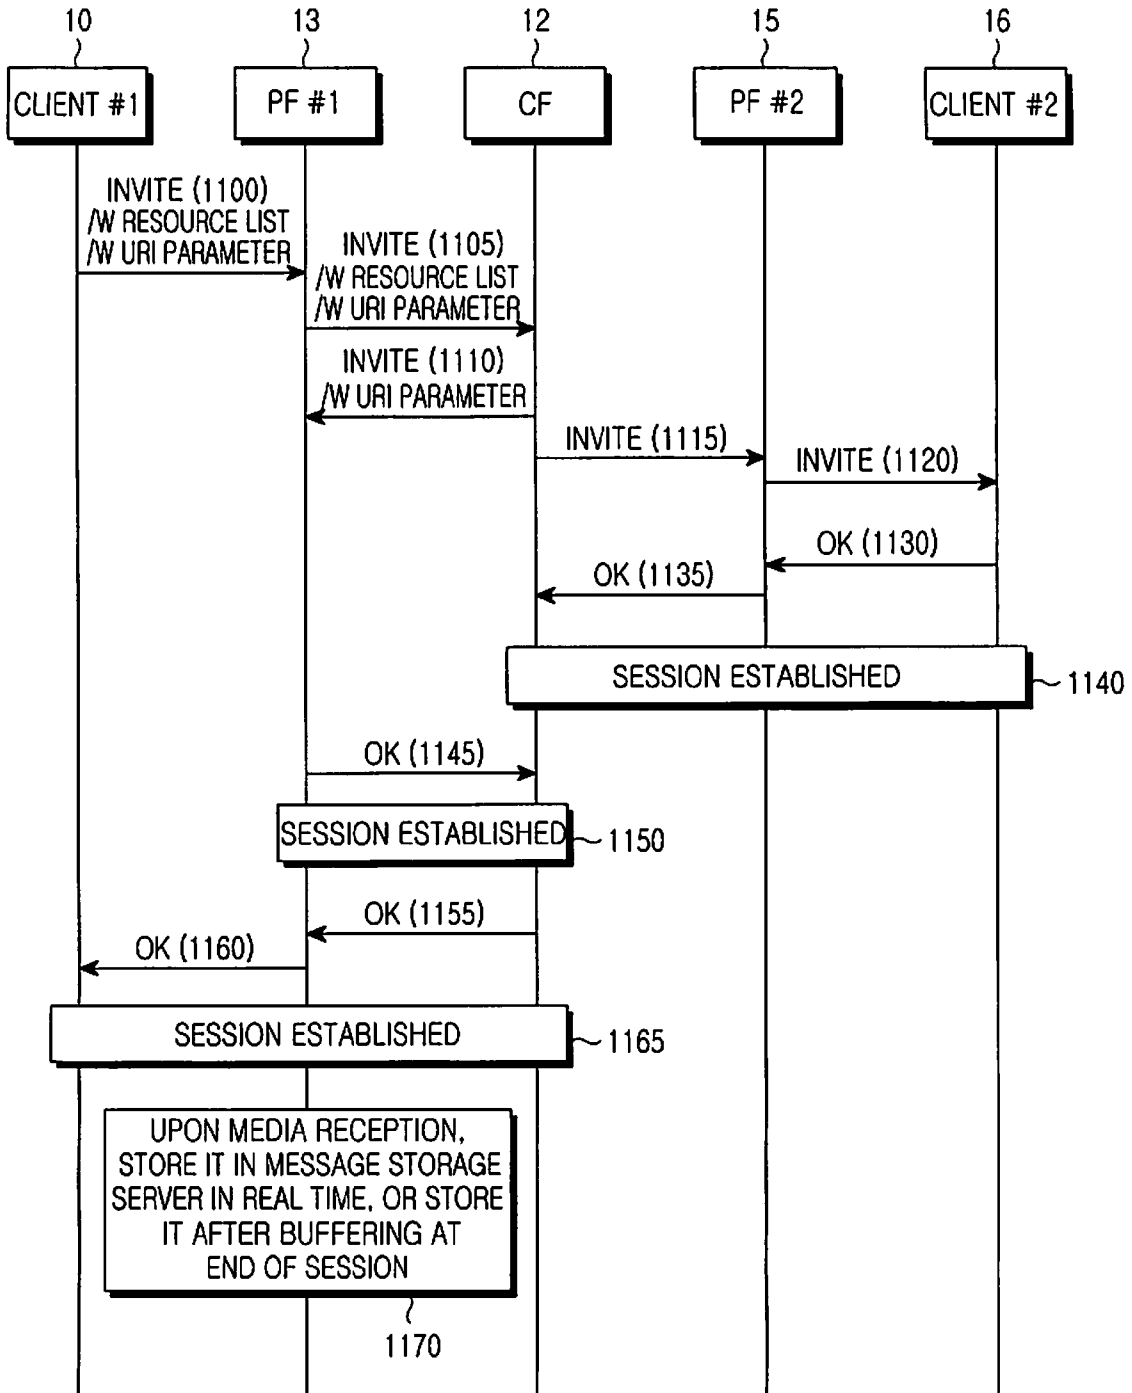 10
13
12
15
16
CLIENT #1
PF #1
CF
PF #2
CLIENT #2
INVITE (1100)
/W RESOURCE LIST
/W URI PARAMETER
INVITE (1105)
/W RESOURCE LIST
/W URI PARAMETER
INVITE (1110)
/W URI PARAMETER
INVITE (1115)
INVITE (1120)
OK (1130)
OK (1135)
SESSION ESTABLISHED
1140
OK (1145)
SESSION ESTABLISHED
1150
OK (1155)
OK (1160)
SESSION ESTABLISHED
1165
UPON MEDIA RECEPTION,
STORE IT IN MESSAGE STORAGE
SERVER IN REAL TIME, OR STORE
IT AFTER BUFFERING AT
END OF SESSION
1170